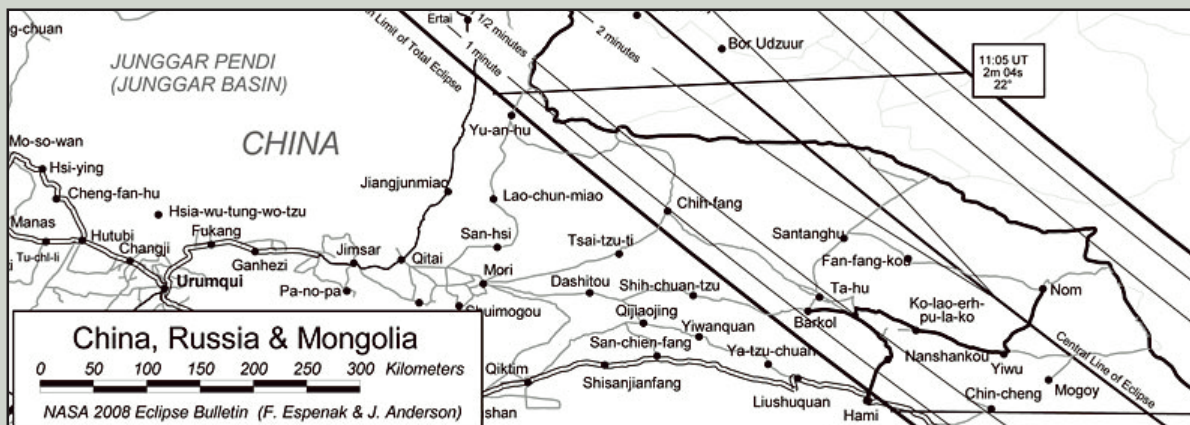 g-chuan
Ertai
n Limit of Total Eclipse
1 minute
1/2 minutes
2 minutes
Bor Udzuur
11:05 UT
2m 04s
22°
JUNGGAR PENDI
(JUNGGAR BASIN)
CHINA
Mo-so-wan
Hsi-ying
Cheng-fan-hu
Manas
Hutubi
Tu-chl-li
Changji
Hsia-wu-tung-wo-tzu
Fukang
Urumqui
Ganhezi
Jimsar
Pa-no-pa
Jiangjunmiao
Qitai
Yu-an-hu
Lao-chun-miao
San-hsi
Mori
Shuimogou
Chih-fang
Tsai-tzu-ti
Dashitou
Shih-chuan-tzu
Qijlaojing
Yiwanquan
San-chien-fang
Ya-tzu-chuan
Qiktim
shan
Shisanjianfang
Liushuquan
Hami
Santanghu
Fan-fang-kou
Ta-hu
Barkol
Ko-lao-erh-
pu-la-ko
Nom
Nanshankou
Yiwu
Mogoy
Chin-cheng
Central Line of Eclipse
China, Russia & Mongolia
0 50 100 150 200 250 300 Kilometers
NASA 2008 Eclipse Bulletin (F. Espenak & J. Anderson)